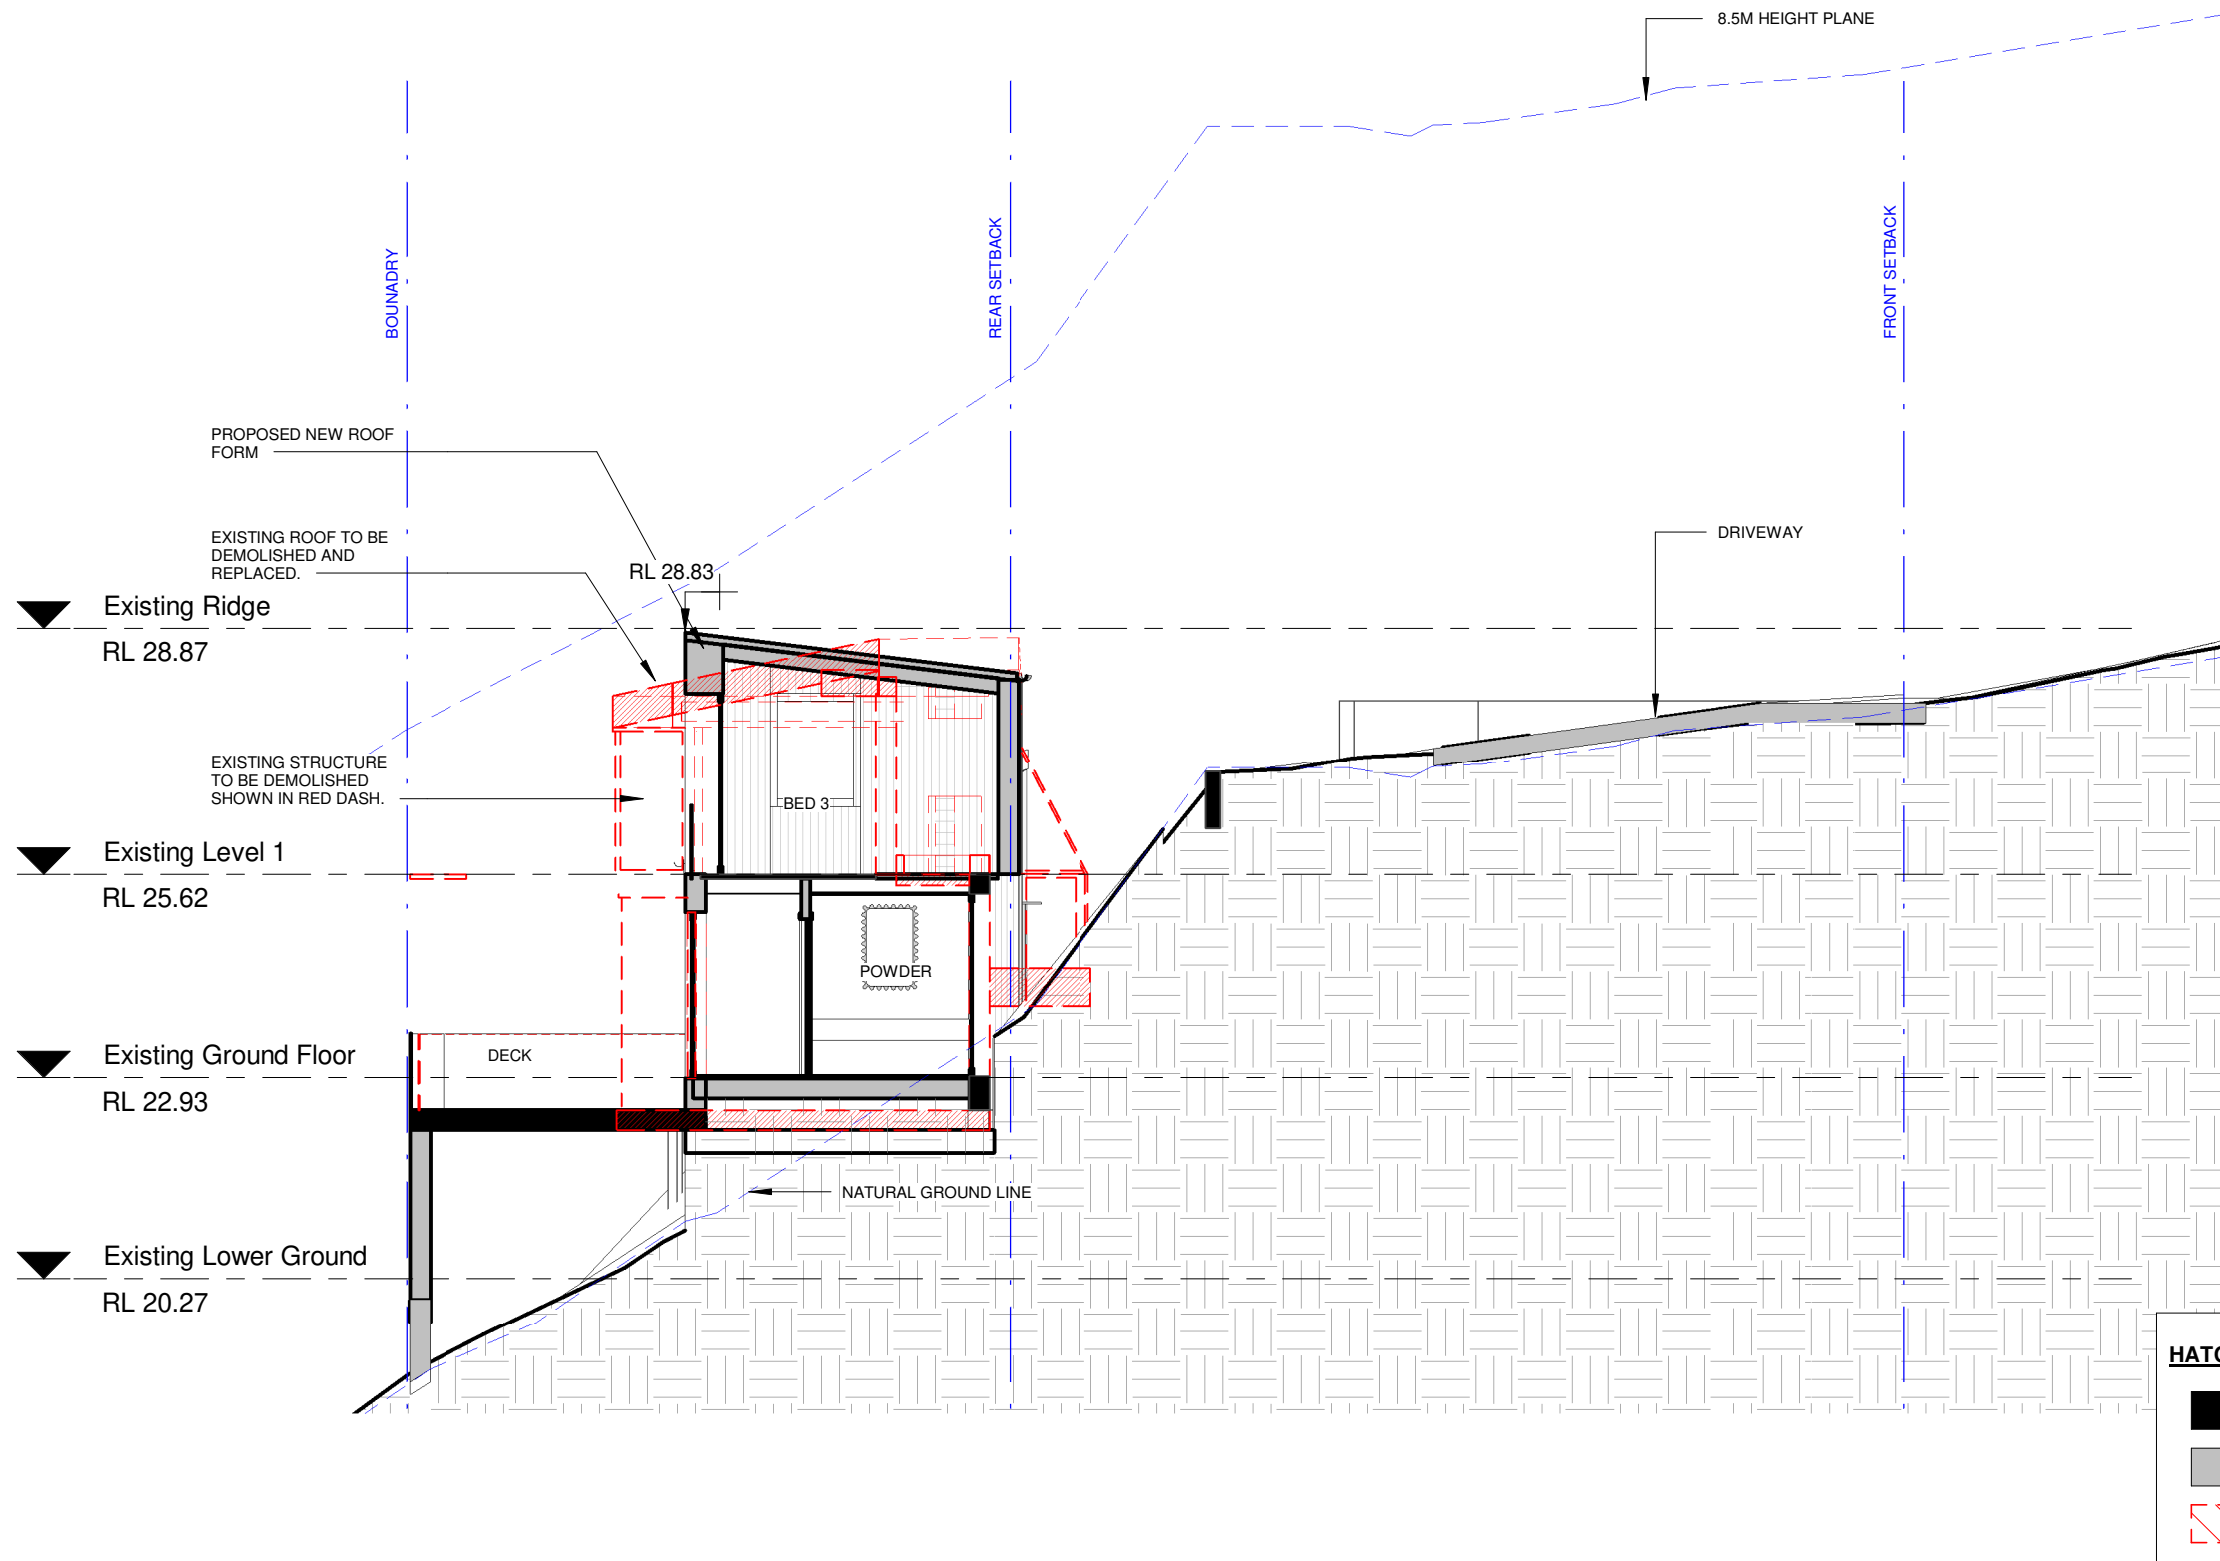 8.5M HEIGHT PLANE
BOUNADRY
REAR SETBACK
FRONT SETBACK
PROPOSED NEW ROOF
FORM
EXISTING ROOF TO BE
DEMOLISHED AND
REPLACED.
RL 28.83
DRIVEWAY
Existing Ridge
RL 28.87
EXISTING STRUCTURE
TO BE DEMOLISHED
SHOWN IN RED DASH.
BED 3
Existing Level 1
RL 25.62
POWDER
Existing Ground Floor
DECK
RL 22.93
NATURAL GROUND LINE
Existing Lower Ground
RL 20.27